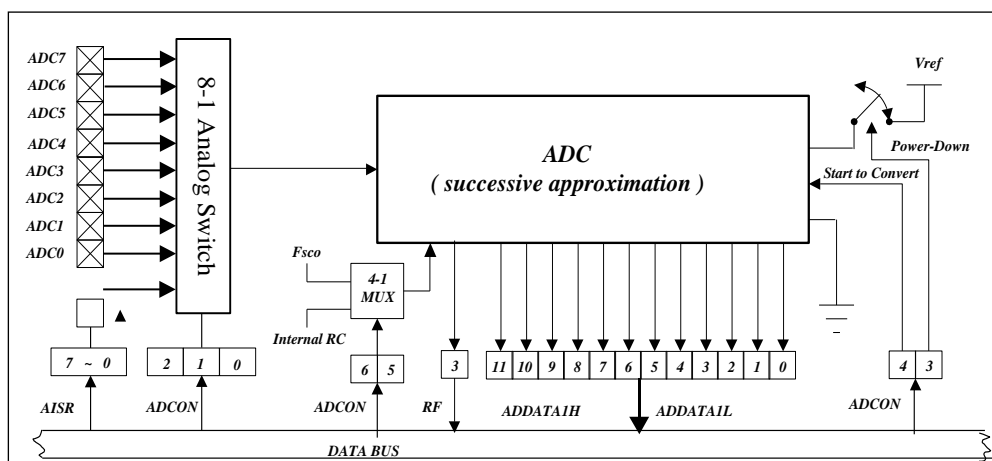 ADC7
ADC6
ADC5
ADC4
ADC3
ADC2
ADC1
ADC0
8-1 Analog Switch
ADC
( successive approximation )
Vref
Power-Down
Start to Convert
Fsco
4-1
MUX
Internal RC
7 ~ 0
2 1 0
6 5
3
11 10 9 8 7 6 5 4 3 2 1 0
4 3
AISR
ADCON
ADCON
RF
ADDATA1H
ADDATA1L
ADCON
DATA BUS